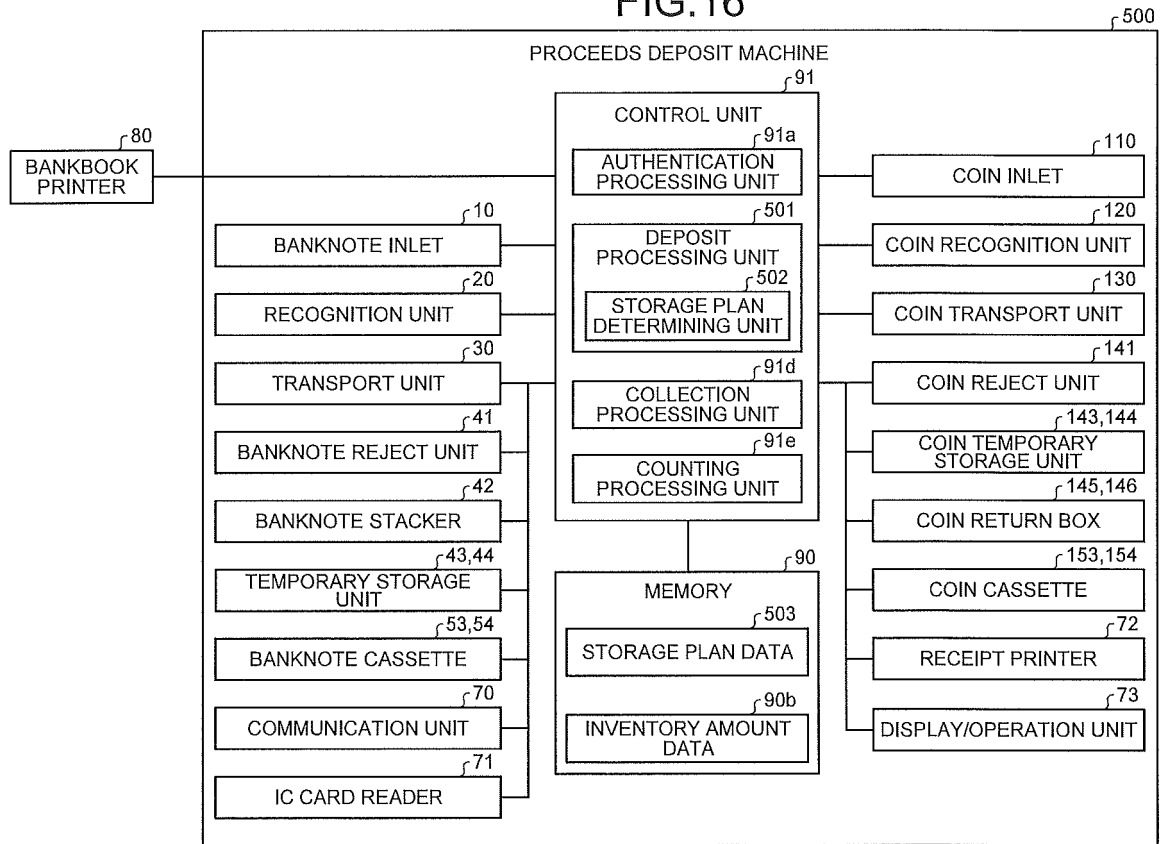 FIG.16
500
PROCEEDS DEPOSIT MACHINE
91
CONTROL UNIT
80
BANKBOOK
PRINTER
91a
AUTHENTICATION
PROCESSING UNIT
110
COIN INLET
10
BANKNOTE INLET
501
DEPOSIT
PROCESSING
UNIT
502
STORAGE PLAN
DETERMINING UNIT
120
COIN RECOGNITION UNIT
20
RECOGNITION UNIT
130
COIN TRANSPORT UNIT
30
TRANSPORT UNIT
91d
COLLECTION
PROCESSING UNIT
141
COIN REJECT UNIT
41
BANKNOTE REJECT UNIT
91e
COUNTING
PROCESSING UNIT
143,144
COIN TEMPORARY
STORAGE UNIT
42
BANKNOTE STACKER
145,146
COIN RETURN BOX
43,44
TEMPORARY STORAGE
UNIT
90
MEMORY
153,154
COIN CASSETTE
53,54
BANKNOTE CASSETTE
503
STORAGE PLAN DATA
72
RECEIPT PRINTER
70
COMMUNICATION UNIT
90b
INVENTORY AMOUNT
DATA
73
DISPLAY/OPERATION UNIT
71
IC CARD READER